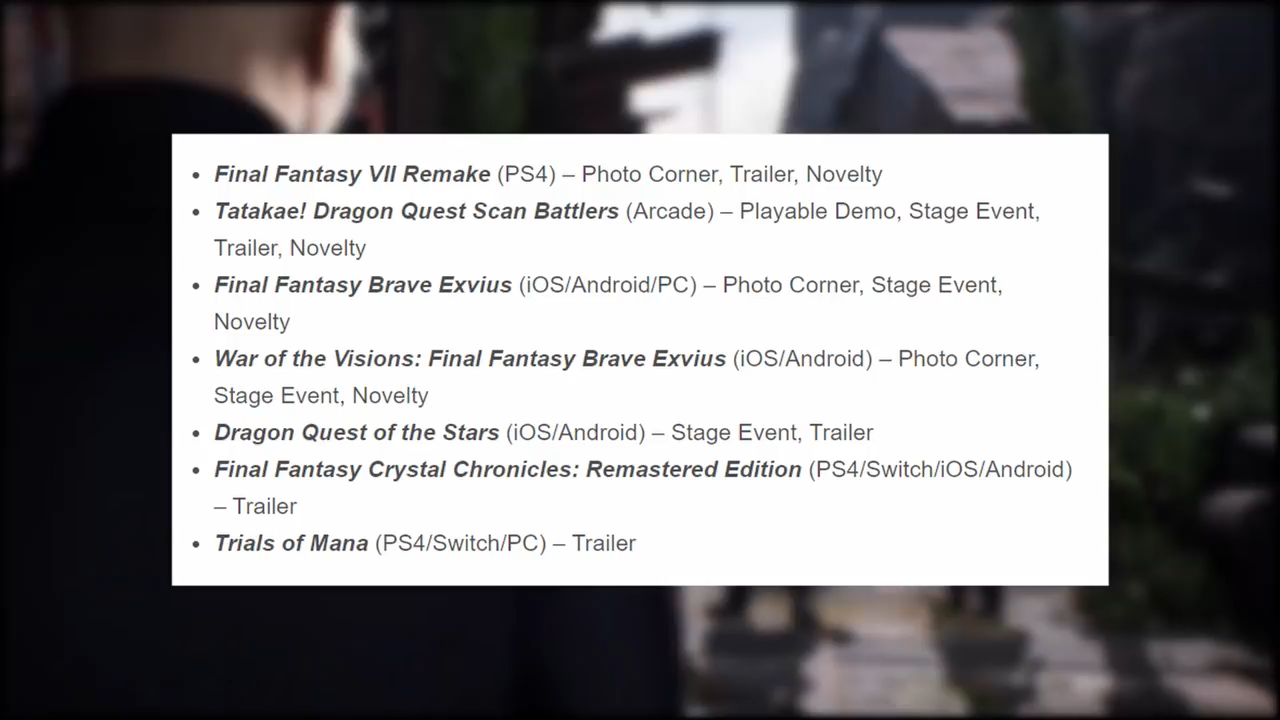 • Final Fantasy VII Remake (PS4) – Photo Corner, Trailer, Novelty
• Tatakae! Dragon Quest Scan Battlers (Arcade) – Playable Demo, Stage Event,
Trailer, Novelty
• Final Fantasy Brave Exvius (iOS/Android/PC) – Photo Corner, Stage Event,
Novelty
• War of the Visions: Final Fantasy Brave Exvius (iOS/Android) – Photo Corner,
Stage Event, Novelty
• Dragon Quest of the Stars (iOS/Android) – Stage Event, Trailer
• Final Fantasy Crystal Chronicles: Remastered Edition (PS4/Switch/iOS/Android)
– Trailer
• Trials of Mana (PS4/Switch/PC) – Trailer